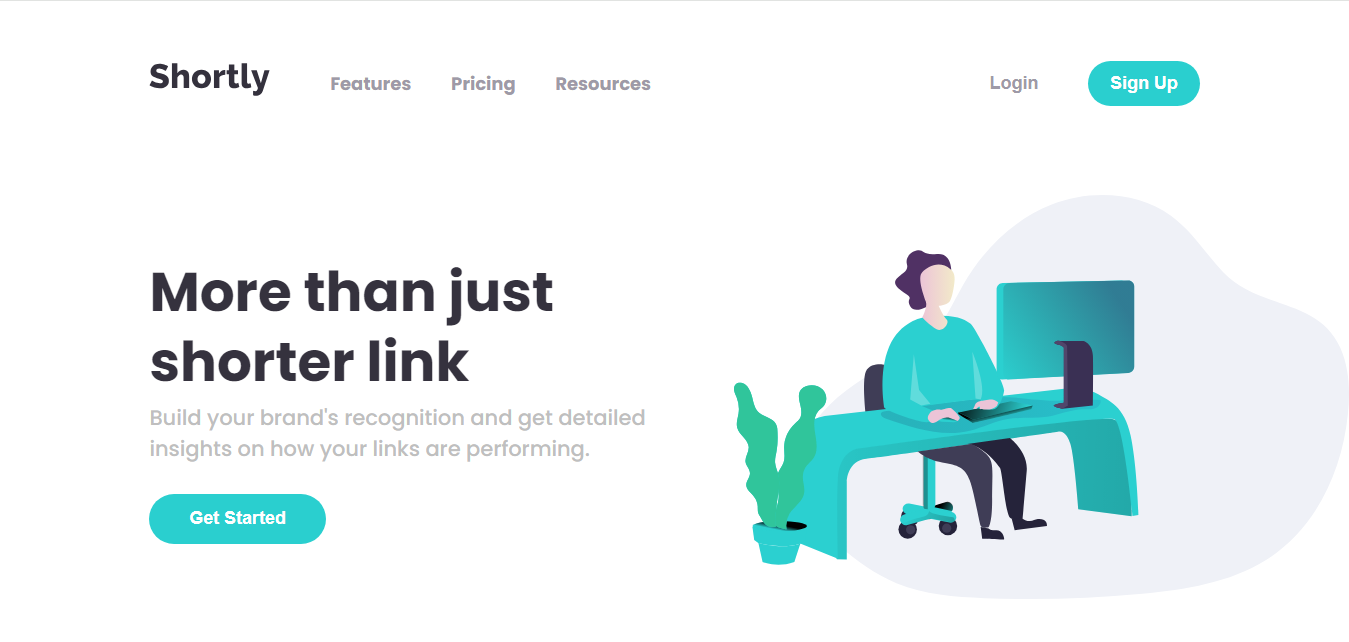 Shortly Features Pricing Resources Login Sign Up
More than just
shorter link
Build your brand's recognition and get detailed
insights on how your links are performing.
Get Started